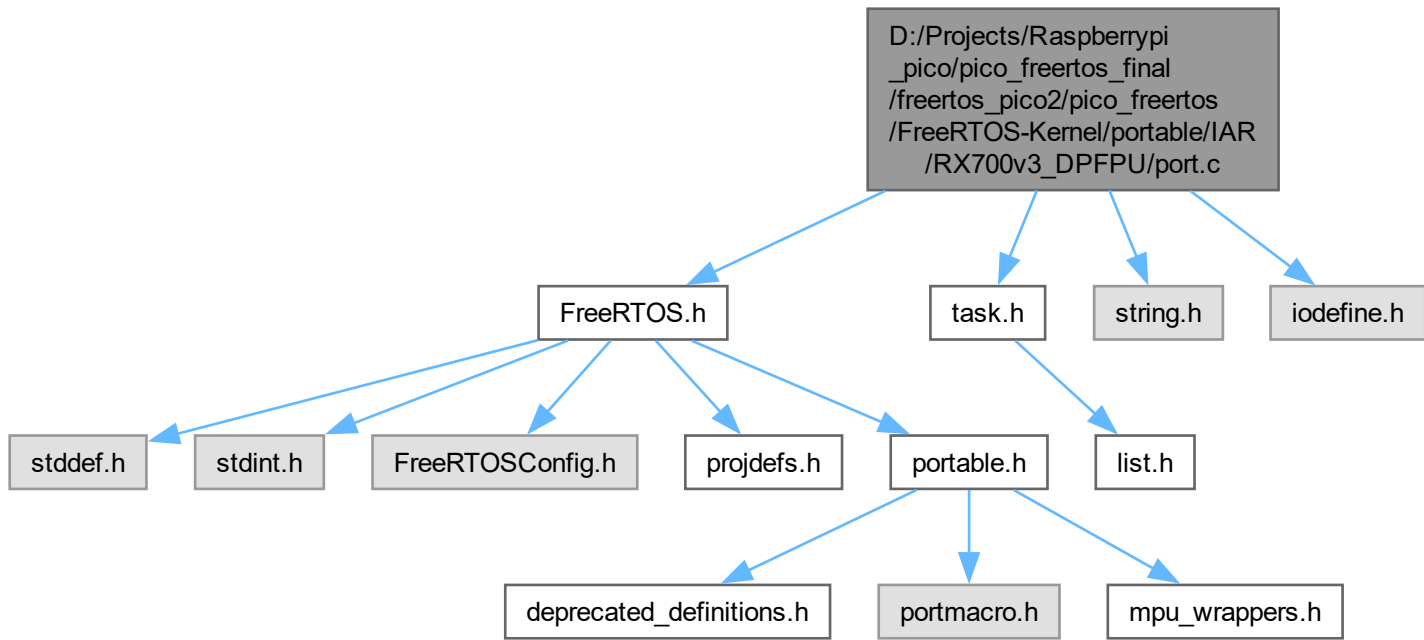 D:/Projects/Raspberrypi
_pico/pico_freertos_final
/freertos_pico2/pico_freertos
/FreeRTOS-Kernel/portable/IAR
/RX700v3_DPFPU/port.c
FreeRTOS.h
task.h
string.h
iodefine.h
stddef.h
stdint.h
FreeRTOSConfig.h
projdefs.h
portable.h
list.h
deprecated_definitions.h
portmacro.h
mpu_wrappers.h